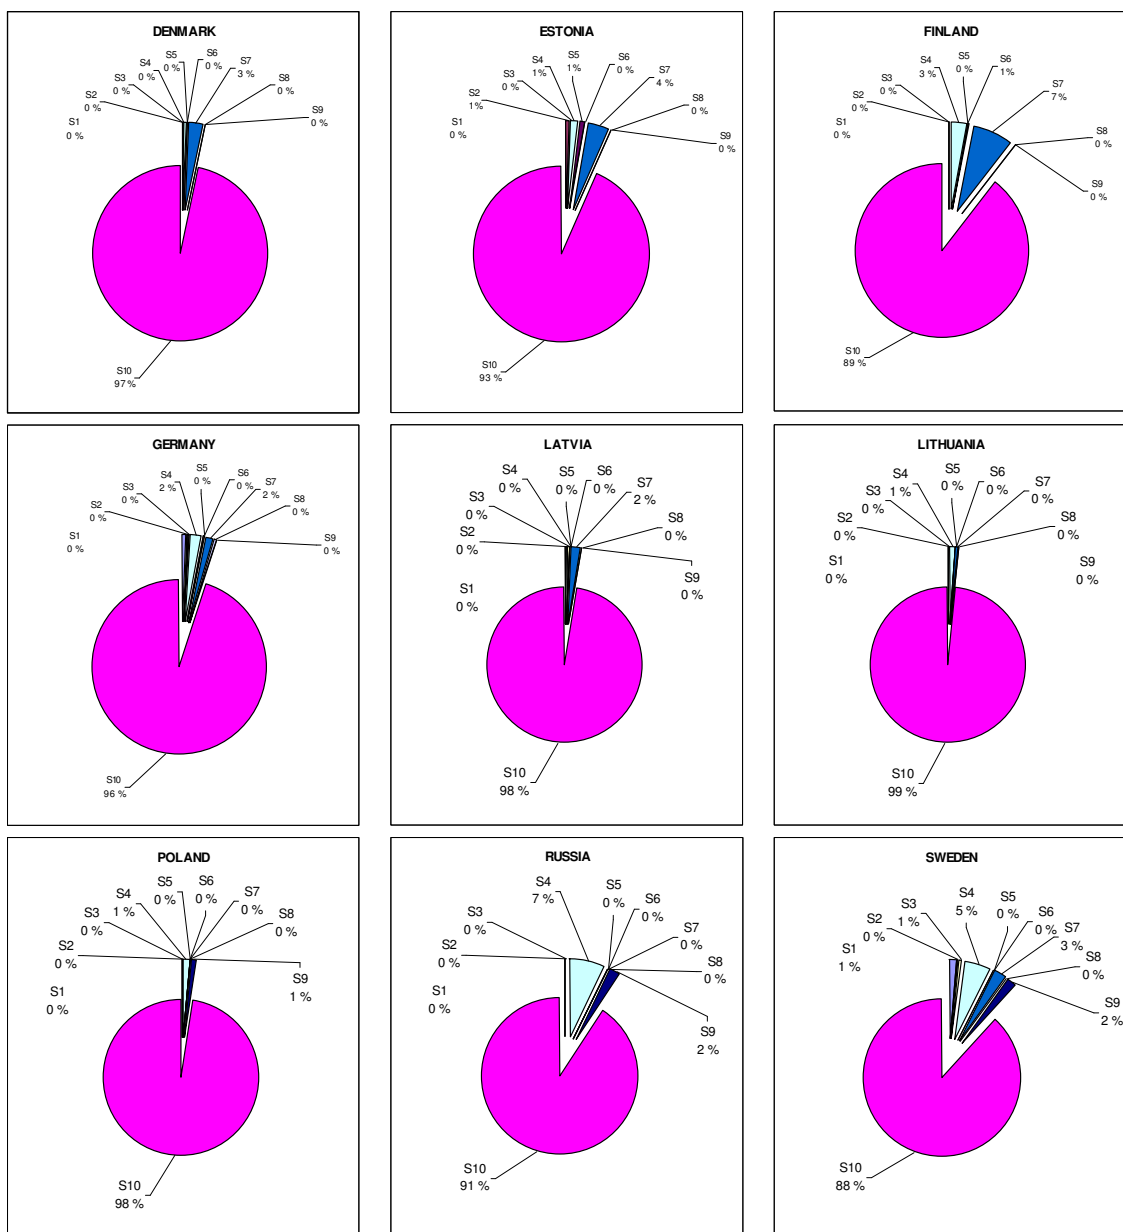 DENMARK
S1
0 %
S2
0 %
S3
0 %
S4
0 %
S5
0 %
S6
0 %
S7
3 %
S8
0 %
S9
0 %
S10
97 %
ESTONIA
S1
0 %
S2
1%
S3
0 %
S4
1%
S5
1%
S6
0 %
S7
4 %
S8
0 %
S9
0 %
S10
93 %
FINLAND
S1
0 %
S2
0 %
S3
0 %
S4
3 %
S5
0 %
S6
1%
S7
7 %
S8
0 %
S9
0 %
S10
89 %
GERMANY
S1
0 %
S2
0 %
S3
0 %
S4
2 %
S5
0 %
S6
0 %
S7
2 %
S8
0 %
S9
0 %
S10
96 %
LATVIA
S1
0 %
S2
0 %
S3
0 %
S4
0 %
S5
0 %
S6
0 %
S7
2 %
S8
0 %
S9
0 %
S10
98 %
LITHUANIA
S1
0 %
S2
0 %
S3
0 %
S4
1 %
S5
0 %
S6
0 %
S7
0 %
S8
0 %
S9
0 %
S10
99 %
POLAND
S1
0 %
S2
0 %
S3
0 %
S4
1 %
S5
0 %
S6
0 %
S7
0 %
S8
0 %
S9
1 %
S10
98 %
RUSSIA
S1
0 %
S2
0 %
S3
0 %
S4
7 %
S5
0 %
S6
0 %
S7
0 %
S8
0 %
S9
2 %
S10
91 %
SWEDEN
S1
1 %
S2
0 %
S3
1 %
S4
5 %
S5
0 %
S6
0 %
S7
3 %
S8
0 %
S9
2 %
S10
88 %